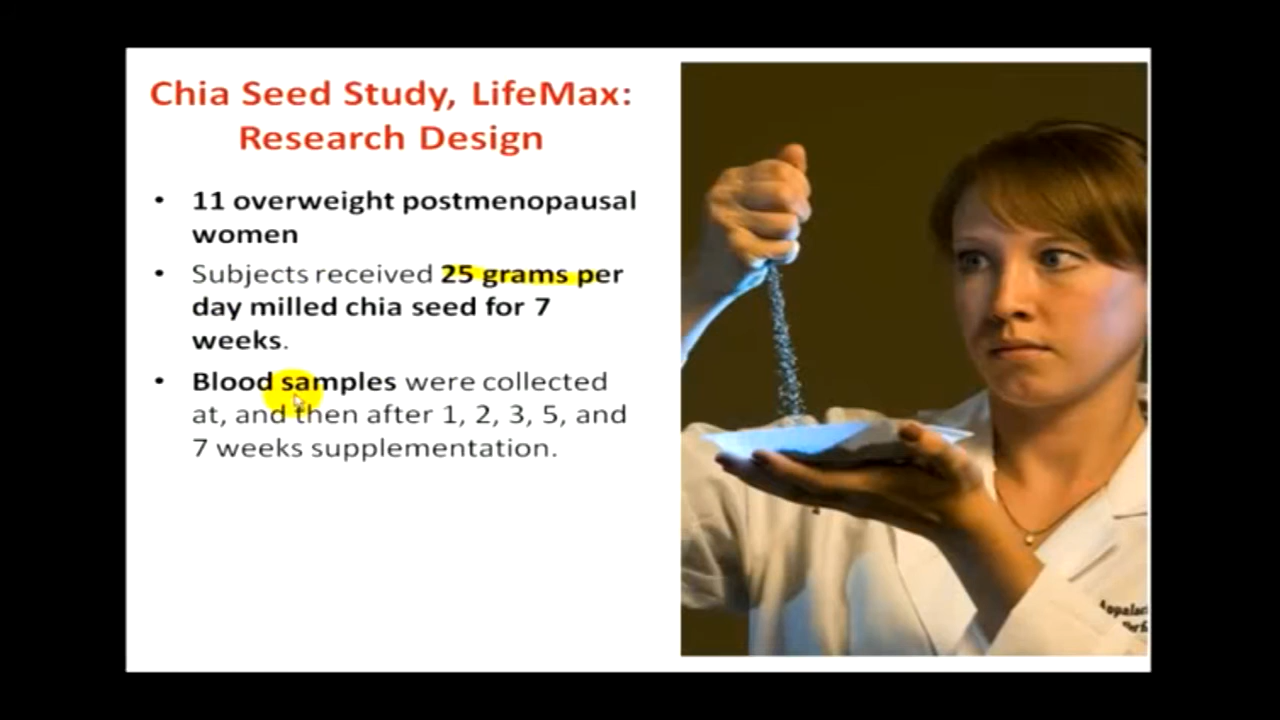 Chia Seed Study, LifeMax:
Research Design
• 11 overweight postmenopausal
women
• Subjects received 25 grams per
day milled chia seed for 7
weeks.
• Blood samples were collected
at, and then after 1, 2, 3, 5, and
7 weeks supplementation.